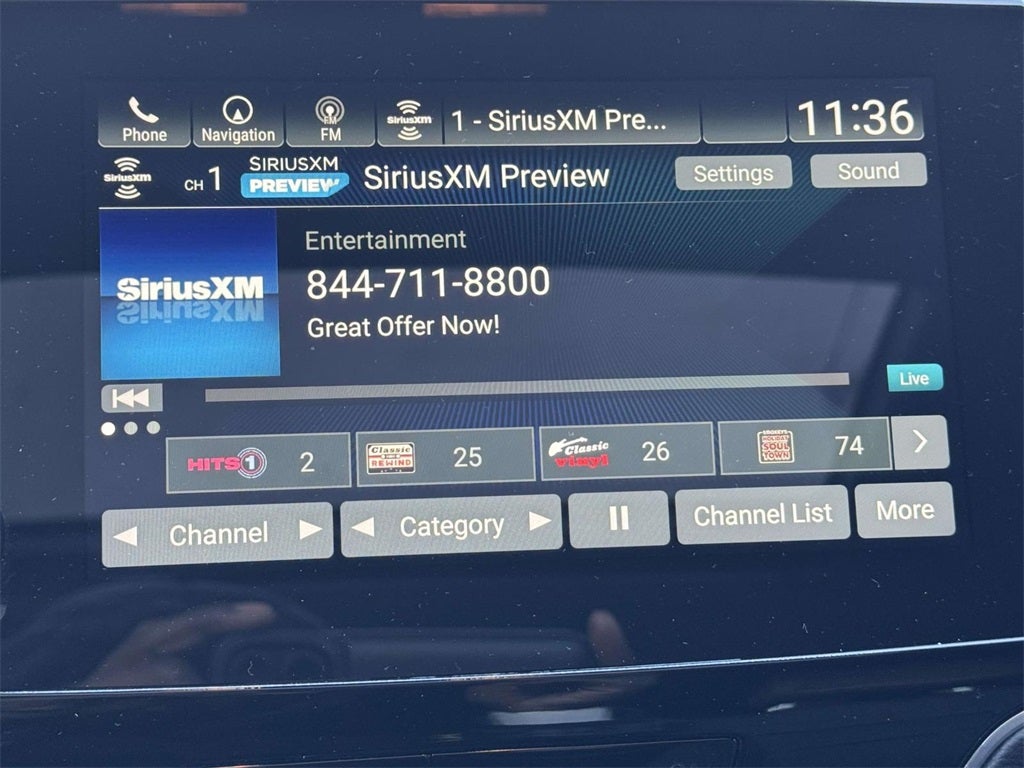 Phone
Navigation
FM
FM
SiriusXM
1 - SiriusXM Pre...
11:36
SiriusXM
CH 1
SIRIUSXM
PREVIEW
SiriusXM Preview
Settings
Sound
SiriusXM
Entertainment
844-711-8800
Great Offer Now!
Live
HITS 1
2
Classic
REWIND
25
Classic
vinyl
26
HOLIDAY
SOUL
TOWN
74
Channel
Category
Channel List
More